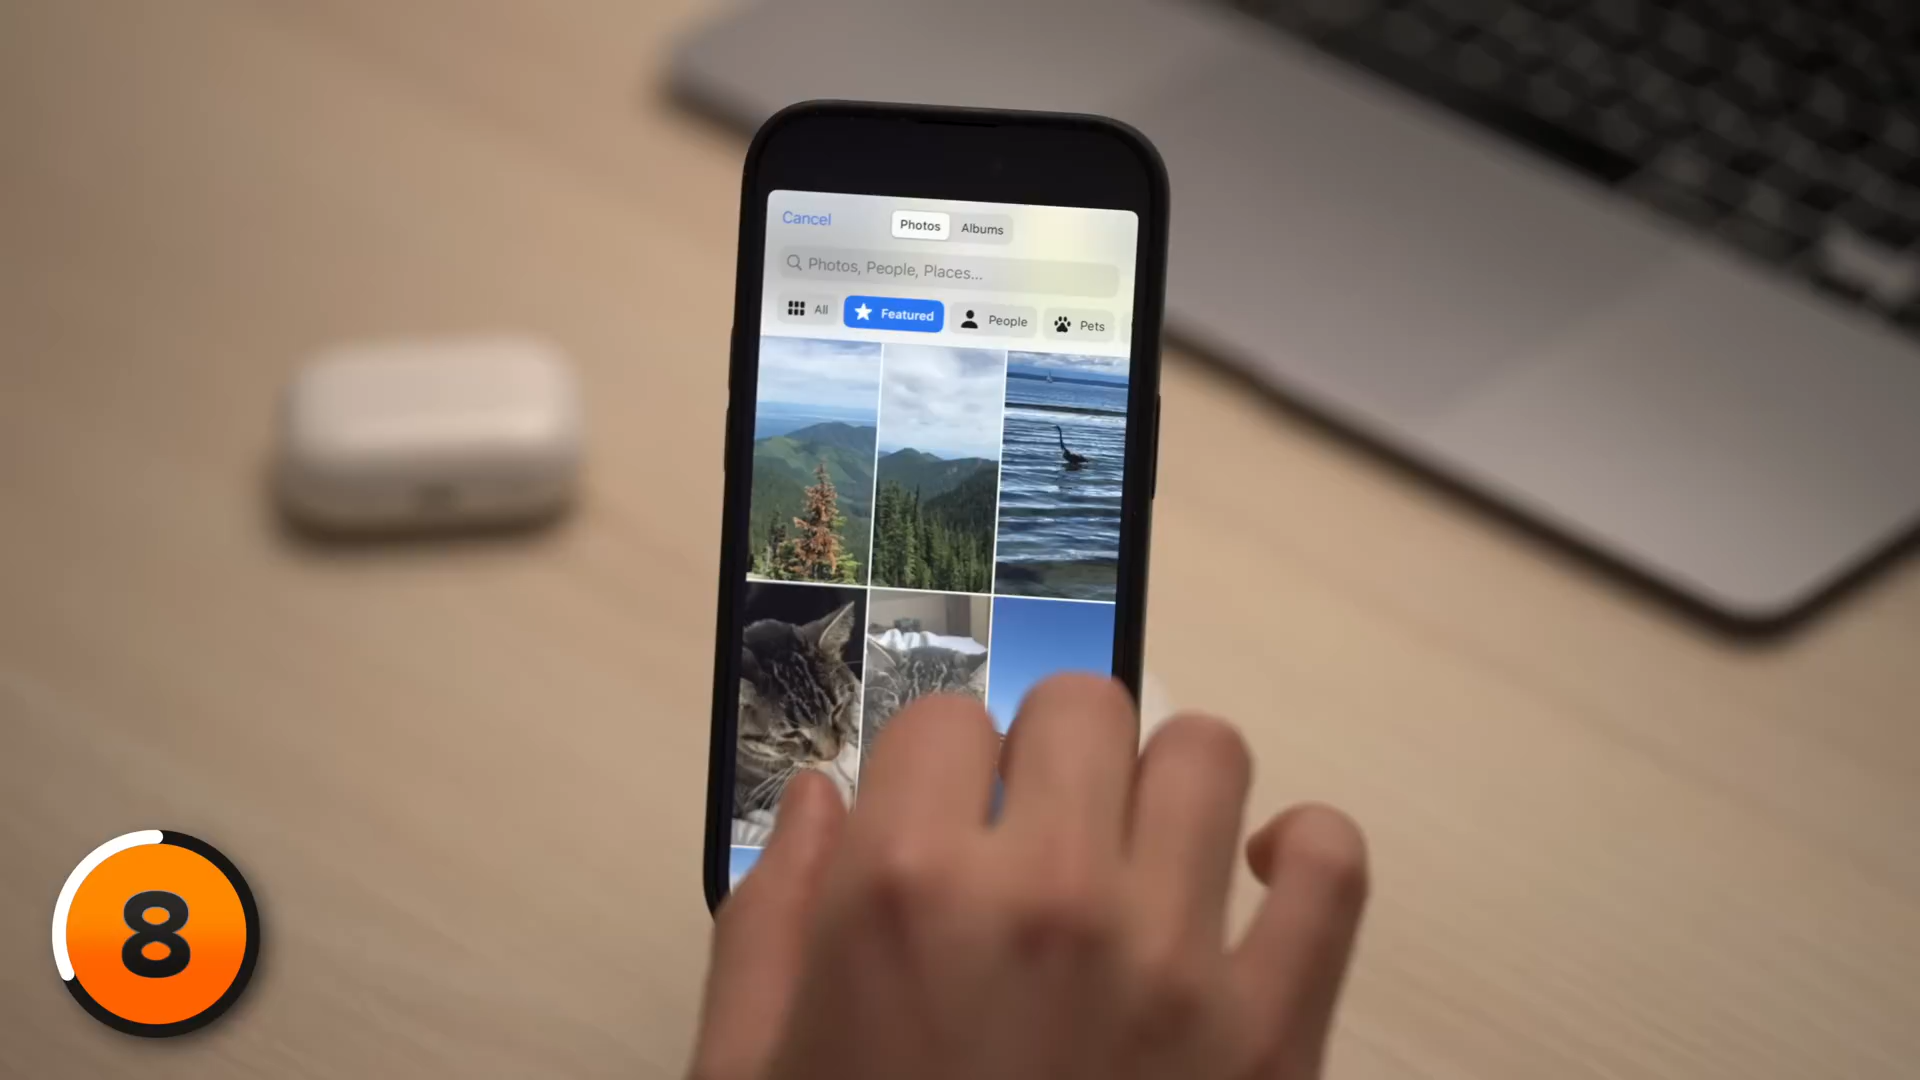 Cancel
Photos Albums
Photos, People, Places...
All Featured People Pets
8